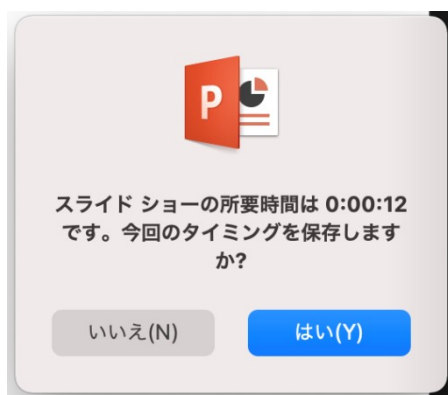 P
スライド ショーの所要時間は 0:00:12
です。今回のタイミングを保存します
か?
いいえ(N)
はい(Y)